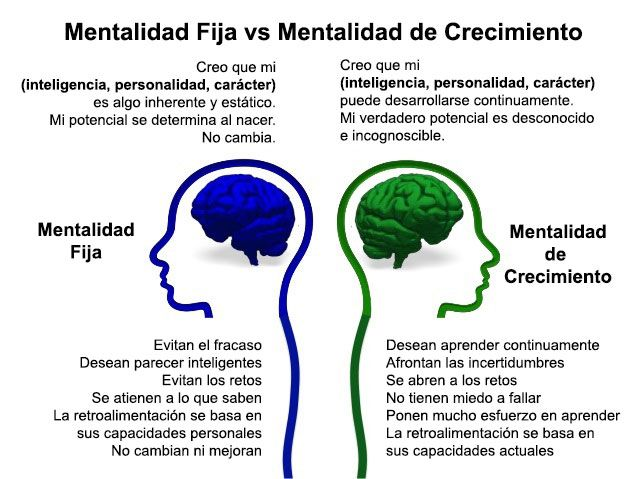 Mentalidad Fija vs Mentalidad de Crecimiento
Creo que mi
(inteligencia, personalidad, carácter)
es algo inherente y estático.
Mi potencial se determina al nacer.
No cambia.
Creo que mi
(inteligencia, personalidad, carácter)
puede desarrollarse continuamente.
Mi verdadero potencial es desconocido
e incognoscible.
Mentalidad
Fija
Mentalidad
de
Crecimiento
Evitan el fracaso
Desean parecer inteligentes
Evitan los retos
Se atienen a lo que saben
La retroalimentación se basa en
sus capacidades personales
No cambian ni mejoran
Desean aprender continuamente
Afrontan las incertidumbres
Se abren a los retos
No tienen miedo a fallar
Ponen mucho esfuerzo en aprender
La retroalimentación se basa en
sus capacidades actuales